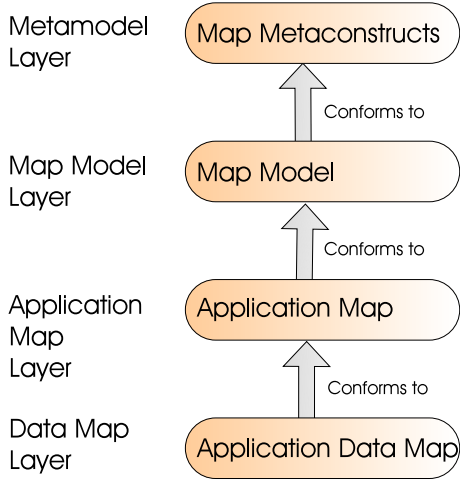 Metamodel
Layer
Map Metaconstructs
Conforms to
Map Model
Layer
Map Model
Conforms to
Application
Map
Layer
Application Map
Conforms to
Data Map
Layer
Application Data Map